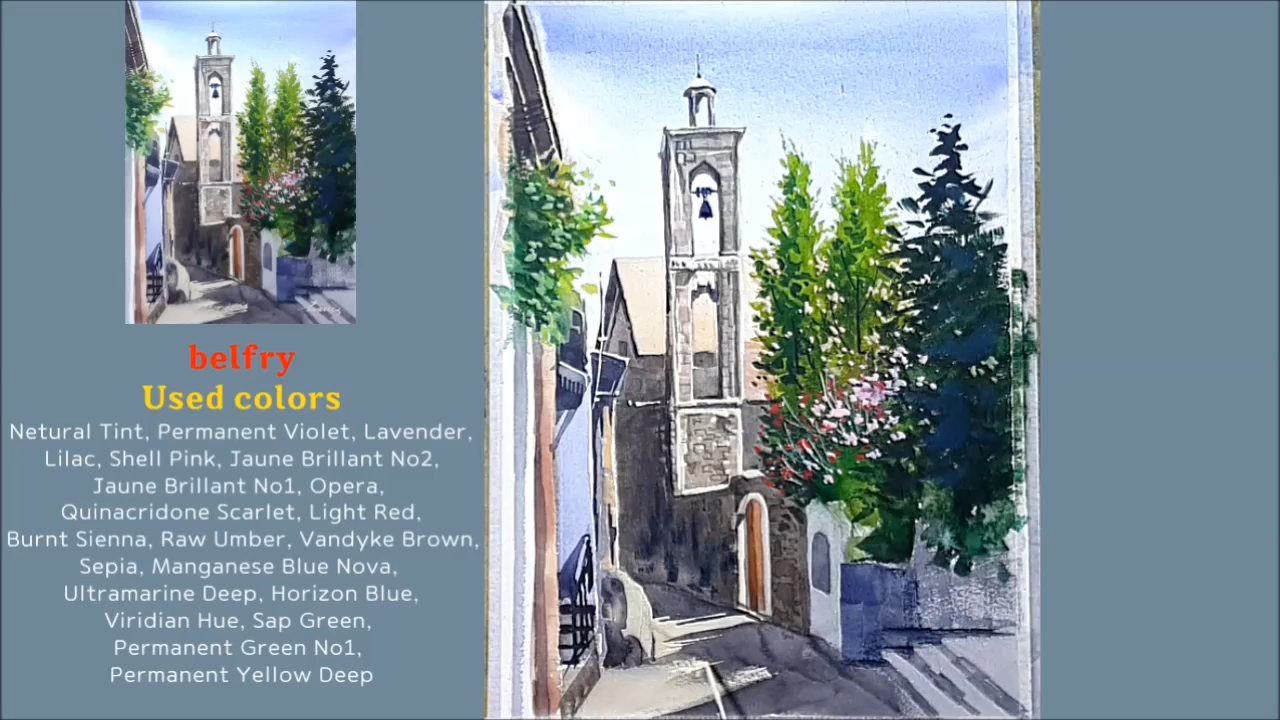 belfry
Used colors
Netural Tint, Permanent Violet, Lavender,
Lilac, Shell Pink, Jaune Brillant No2,
Jaune Brillant No1, Opera,
Quinacridone Scarlet, Light Red,
Burnt Sienna, Raw Umber, Vandyke Brown,
Sepia, Manganese Blue Nova,
Ultramarine Deep, Horizon Blue,
Viridian Hue, Sap Green,
Permanent Green No1,
Permanent Yellow Deep